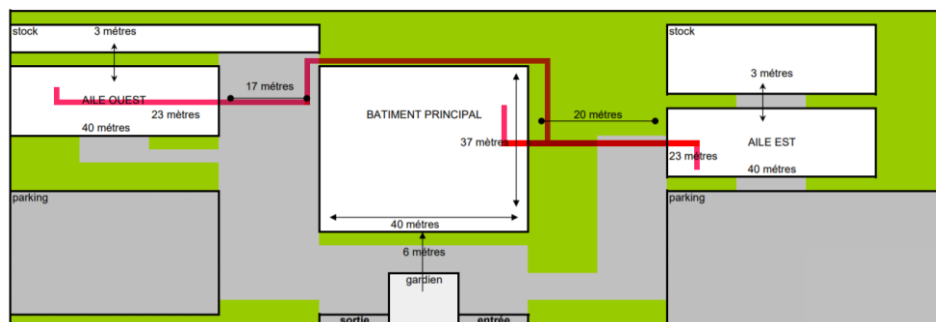 stock
3 mètres
stock
17 mètres
3 mètres
AILE OUEST
23 mètres
BATIMENT PRINCIPAL
20 mètres
40 mètres
37 mètres
AILE EST
23 mètres
40 mètres
parking
parking
40 mètres
6 mètres
gardien
sortie
entrée